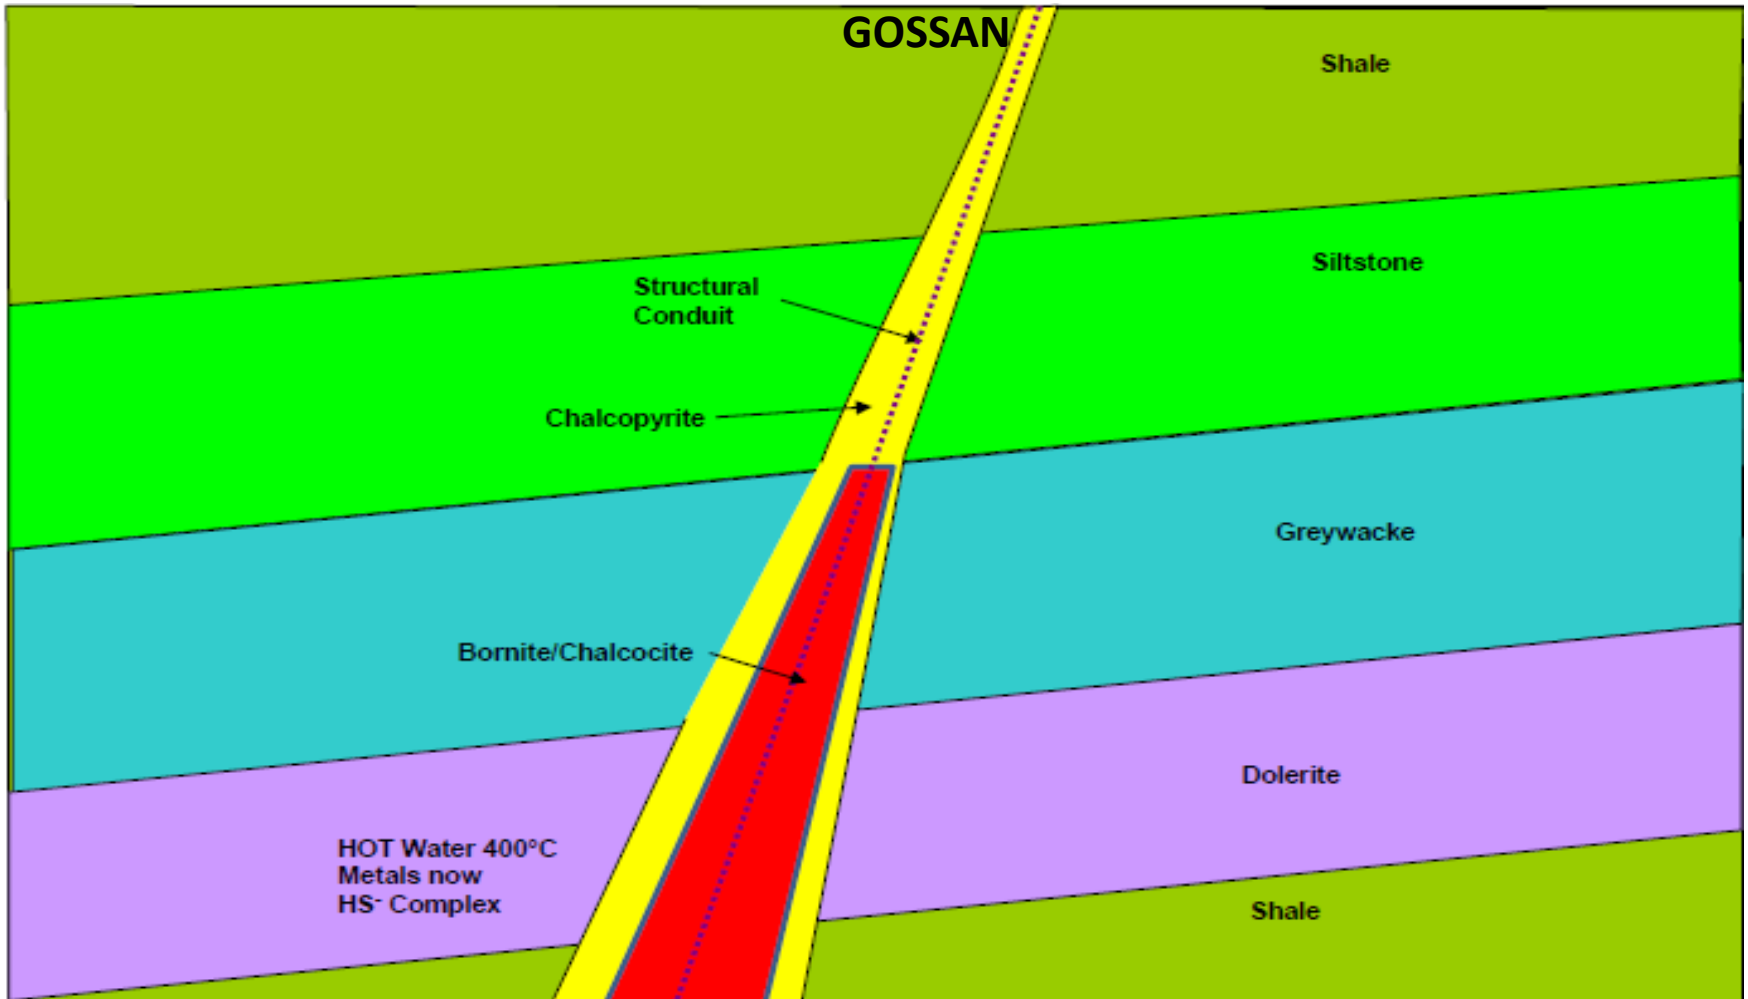 GOSSAN
Shale
Siltstone
Structural
Conduit
Chalcopyrite
Greywacke
Bornite/Chalcocite
Dolerite
HOT Water 400°C
Metals now
HS- Complex
Shale